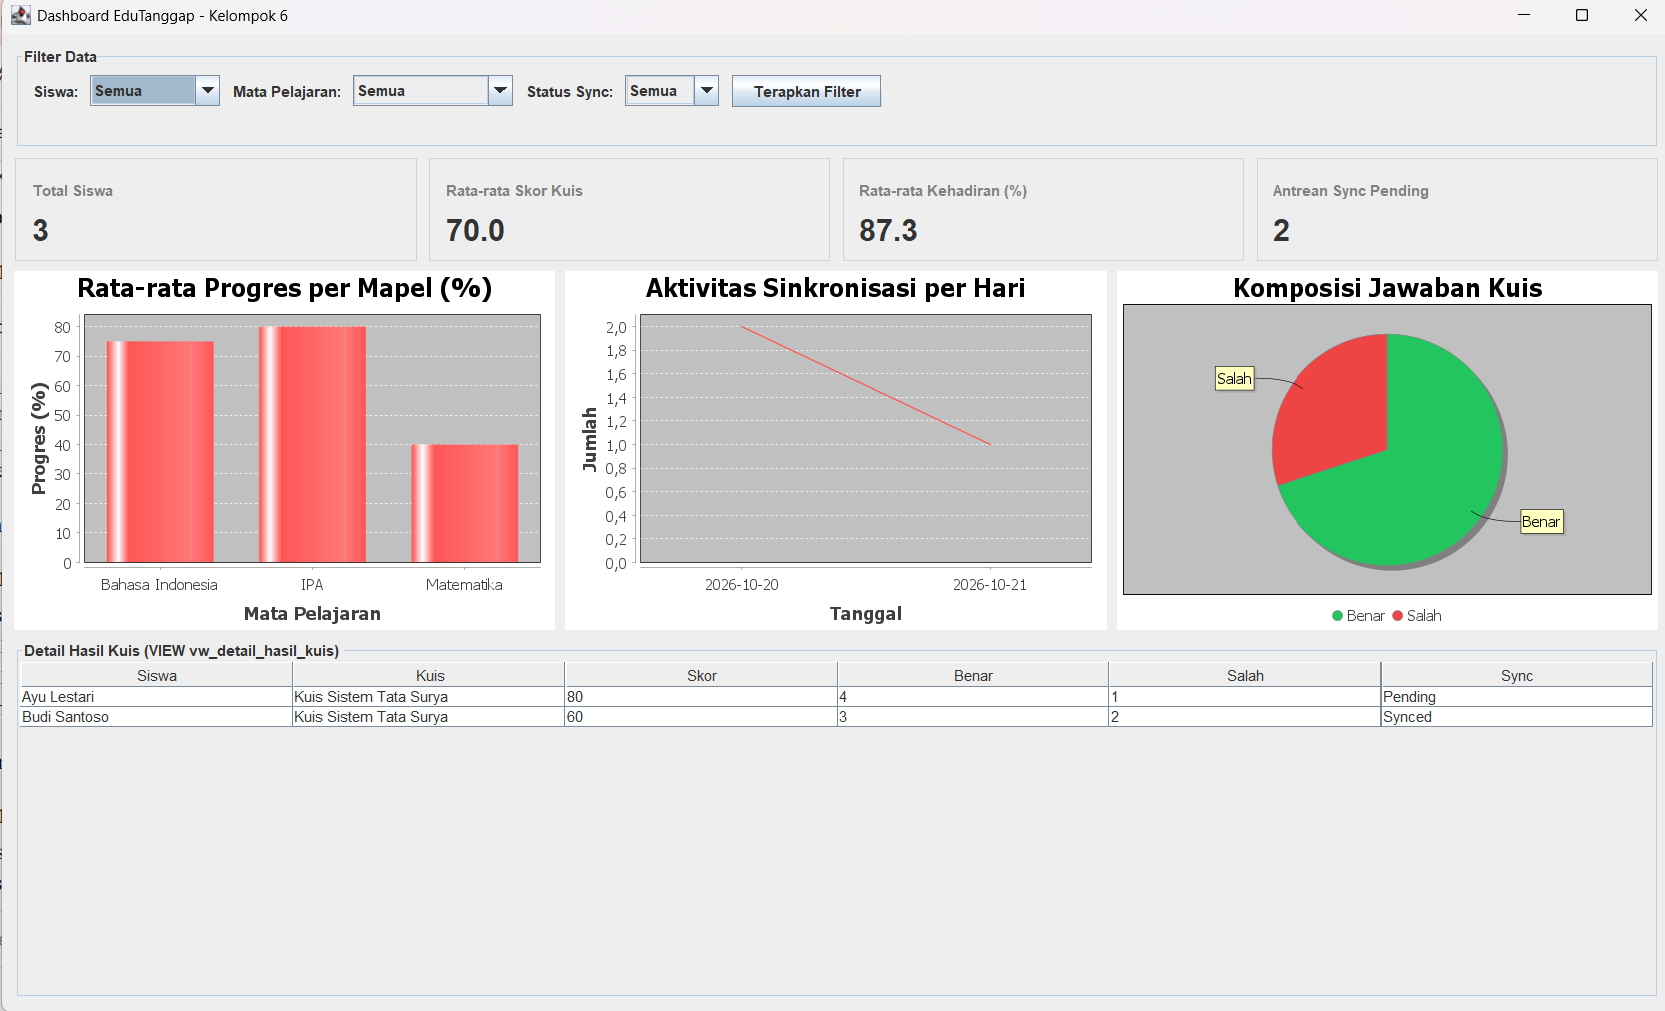 Dashboard EduTanggap - Kelompok 6
Filter Data
Siswa: Semua Mata Pelajaran: Semua Status Sync: Semua Terapkan Filter
Total Siswa
3
Rata-rata Skor Kuis
70.0
Rata-rata Kehadiran (%)
87.3
Antrean Sync Pending
2
Rata-rata Progres per Mapel (%)
Progres (%)
80
70
60
50
40
30
20
10
0
Bahasa Indonesia IPA Matematika
Mata Pelajaran
Aktivitas Sinkronisasi per Hari
Jumlah
2,0
1,8
1,6
1,4
1,2
1,0
0,8
0,6
0,4
0,2
0,0
2026-10-20 2026-10-21
Tanggal
Komposisi Jawaban Kuis
Salah
Benar
Benar Salah
Detail Hasil Kuis (VIEW vw_detail_hasil_kuis)
Siswa Kuis Skor Benar Salah Sync
Ayu Lestari Kuis Sistem Tata Surya 80 4 1 Pending
Budi Santoso Kuis Sistem Tata Surya 60 3 2 Synced